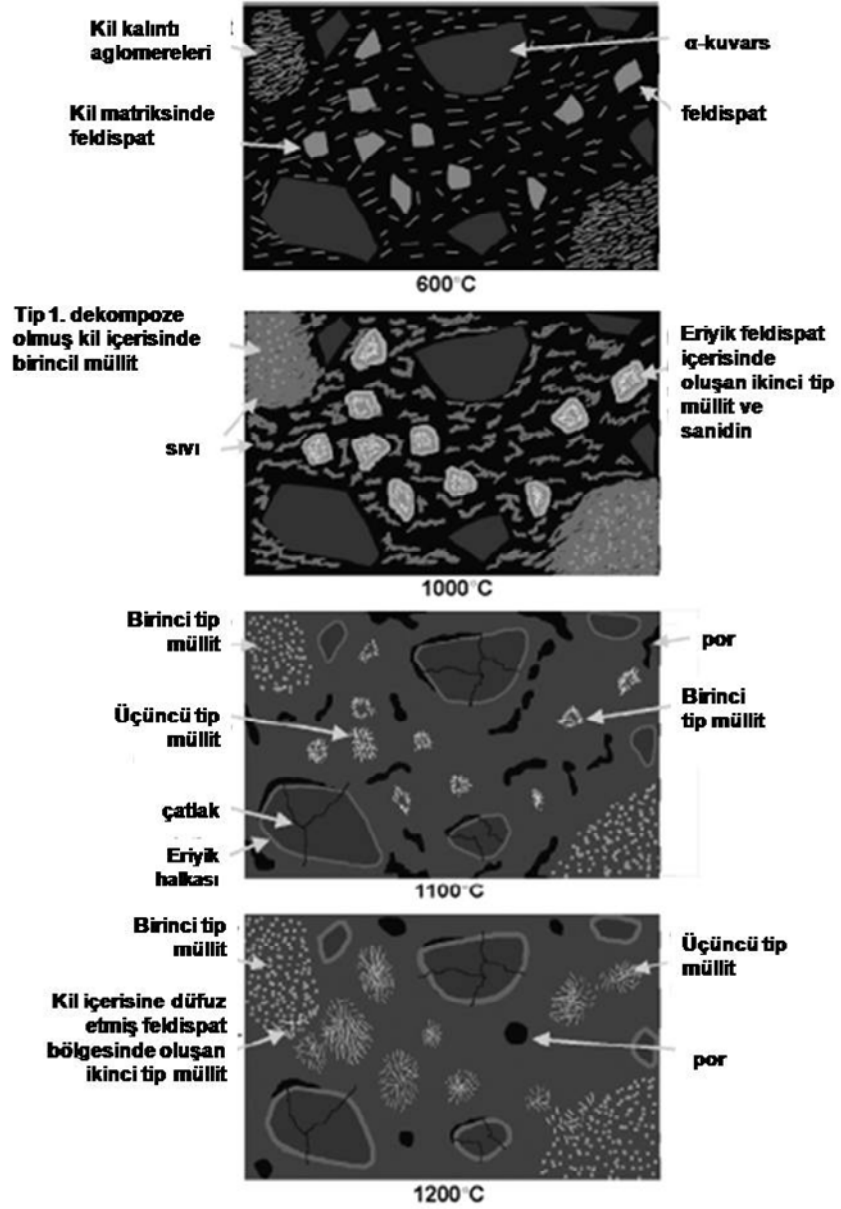 Kil kalıntı
aglomereleri
α-kuvars
Kil matriksinde
feldispat
feldispat
600°C
Tip 1. dekompoze
olmuş kil içerisinde
birincil müllit
sıvı
Eriyik feldispat
içerisinde
oluşan ikinci tip
müllit ve
sanidin
1000°C
Birinci tip
müllit
por
Üçüncü tip
müllit
Birinci
tip müllit
çatlak
Eriyik
halkası
1100°C
Birinci tip
müllit
Üçüncü tip
müllit
Kil içerisine düfuz
etmiş feldispat
bölgesinde oluşan
ikinci tip müllit
por
1200°C